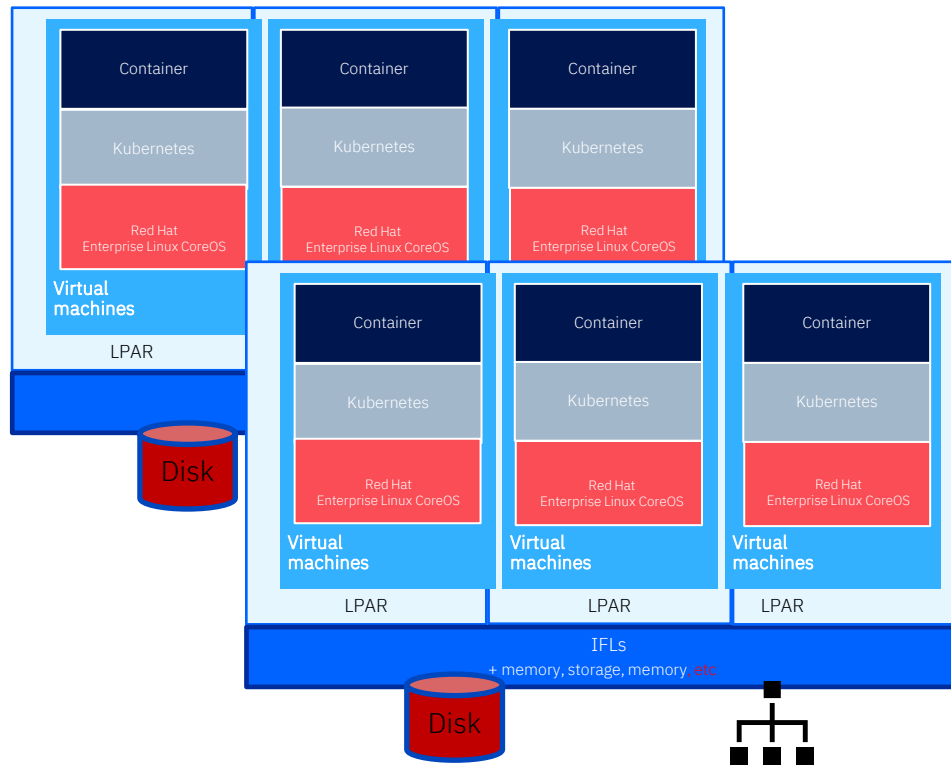 Container
Container
Container
Kubernetes
Kubernetes
Kubernetes
Red Hat
Enterprise Linux CoreOS
Red Hat
Enterprise Linux CoreOS
Red Hat
Enterprise Linux CoreOS
Virtual
machines
LPAR
Disk
Container
Container
Container
Kubernetes
Kubernetes
Kubernetes
Red Hat
Enterprise Linux CoreOS
Red Hat
Enterprise Linux CoreOS
Red Hat
Enterprise Linux CoreOS
Virtual
machines
Virtual
machines
Virtual
machines
LPAR
LPAR
LPAR
IFLs
+ memory, storage, memory, etc
Disk